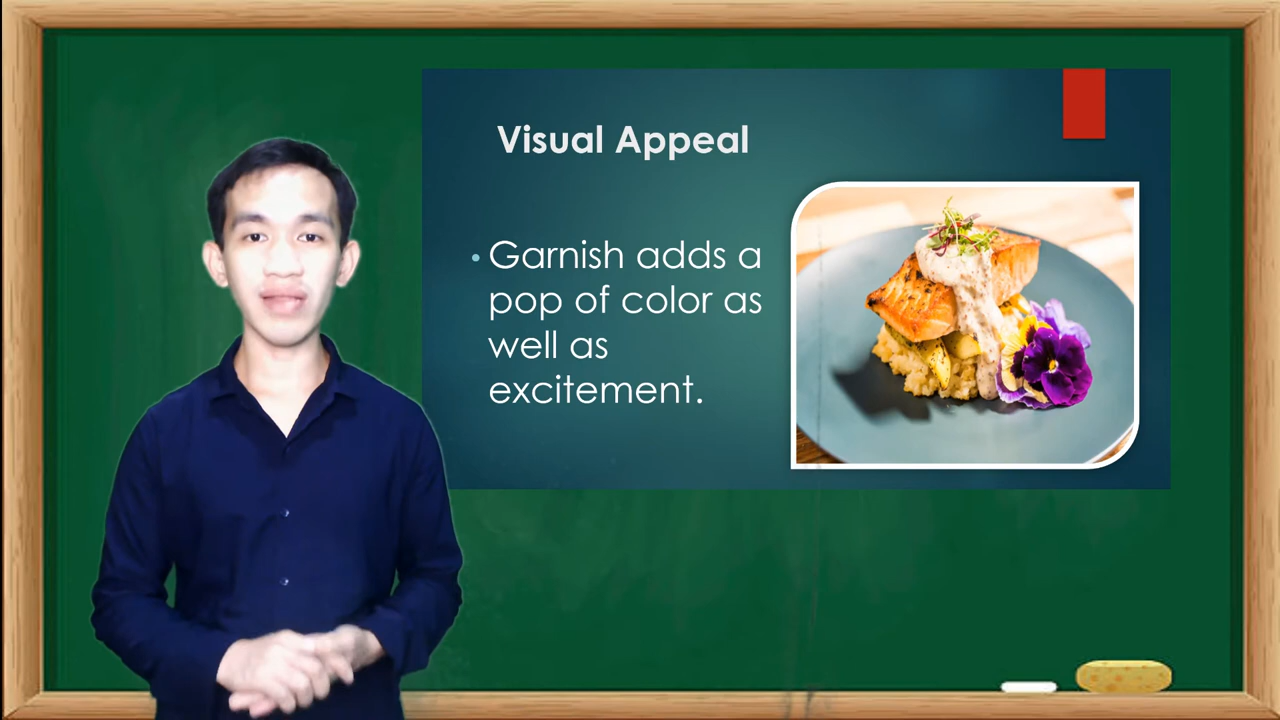 Visual Appeal
• Garnish adds a
pop of color as
well as
excitement.